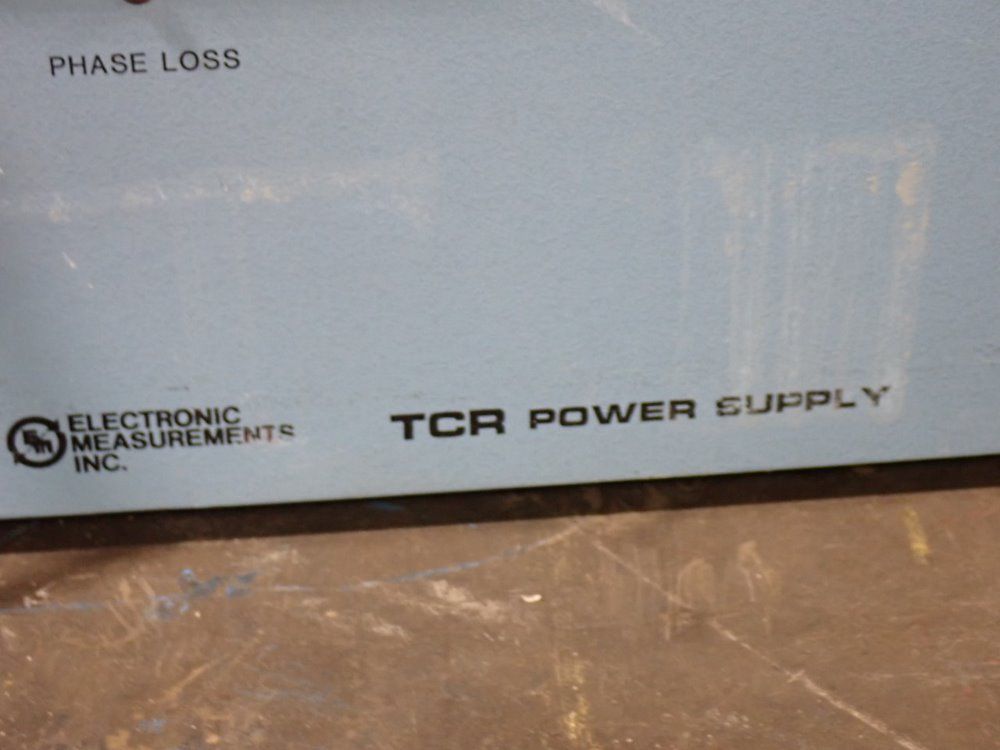 PHASE LOSS
ELECTRONIC
MEASUREMENTS
INC.
TCR POWER SUPPLY